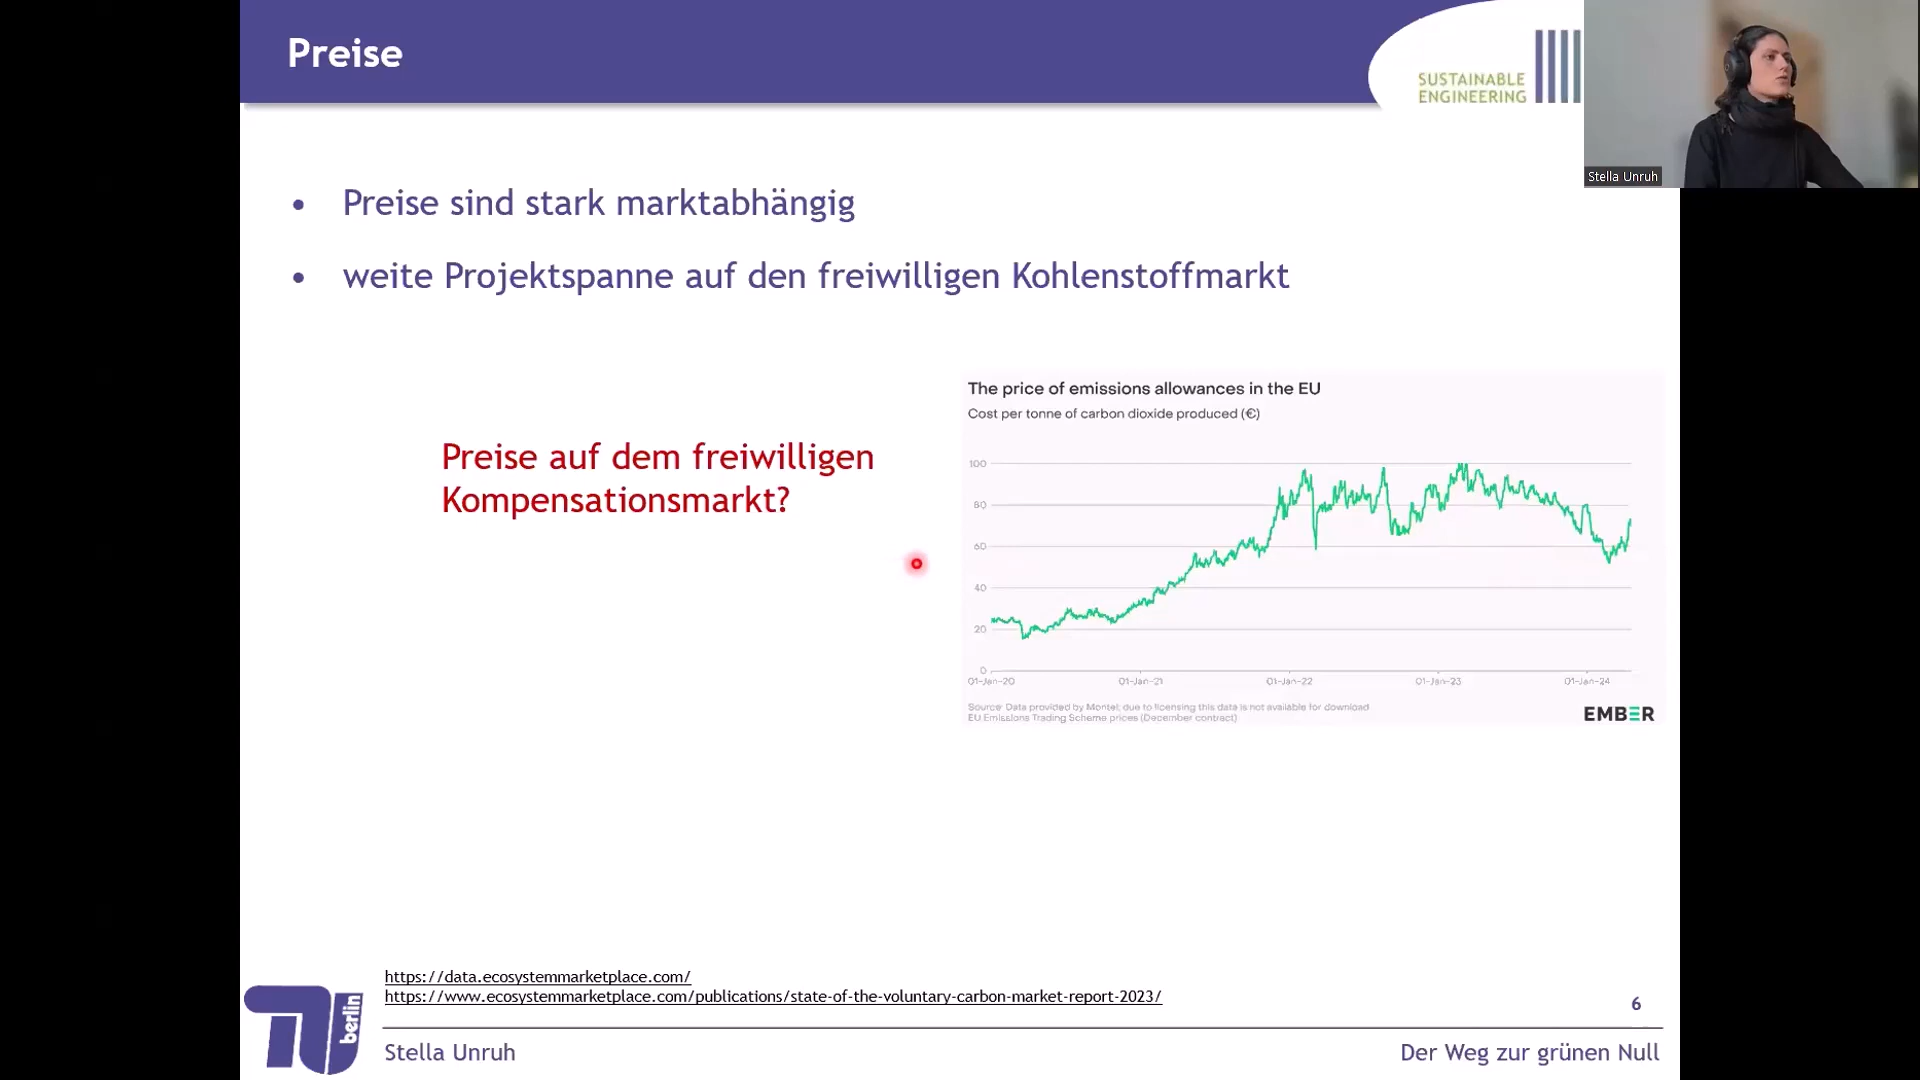 Preise
SUSTAINABLE
ENGINEERING
Stella Unruh
• Preise sind stark marktabhängig
• weite Projektspanne auf den freiwilligen Kohlenstoffmarkt
Preise auf dem freiwilligen
Kompensationsmarkt?
The price of emissions allowances in the EU
Cost per tonne of carbon dioxide produced (€)
100
80
60
40
20
0
01-Jan-20 01-Jan-21 01-Jan-22 01-Jan-23 01-Jan-24
Source: Data provided by Montel; due to licensing this data is not available for download
EU Emissions Trading Scheme prices (December contract)
EMBER
https://data.ecosystemmarketplace.com/
https://www.ecosystemmarketplace.com/publications/state-of-the-voluntary-carbon-market-report-2023/
6
TU berlin
Stella Unruh
Der Weg zur grünen Null